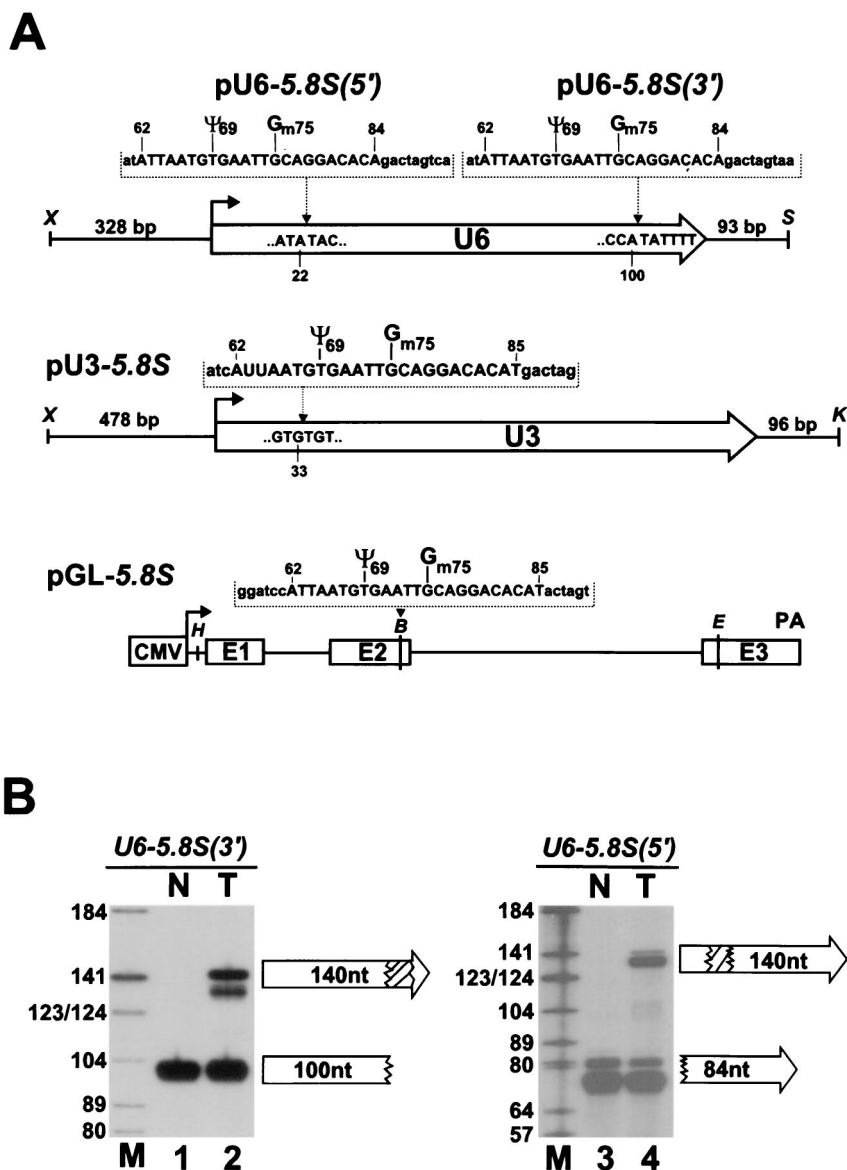 A
pU6-5.8S(5') pU6-5.8S(3')
62 Ψ69 Gm75 84 62 Ψ69 Gm75 84
atATTAATGTGAATTGCAGGACACAgactagtca atATTAATGTGAATTGCAGGACACAgactagtaa
X 328 bp ..ATATAC.. U6 ..CCATATTTT 93 bp S
22 100
pU3-5.8S
62 Ψ69 Gm75 85
atcAUUAATGTGAATTGCAGGACACATgactag
X 478 bp ..GTGTGT.. U3 96 bp K
33
pGL-5.8S
62 Ψ69 Gm75 85
ggatccATTAATGTGAATTGCAGGACACATactagt
CMV H E1 E2 B E E3 PA
B
U6-5.8S(3') U6-5.8S(5')
N T N T
184 184
141 140nt 141 140nt
123/124 123/124
104 100nt 104
89 89
80 80 84nt
64
57
M 1 2 M 3 4